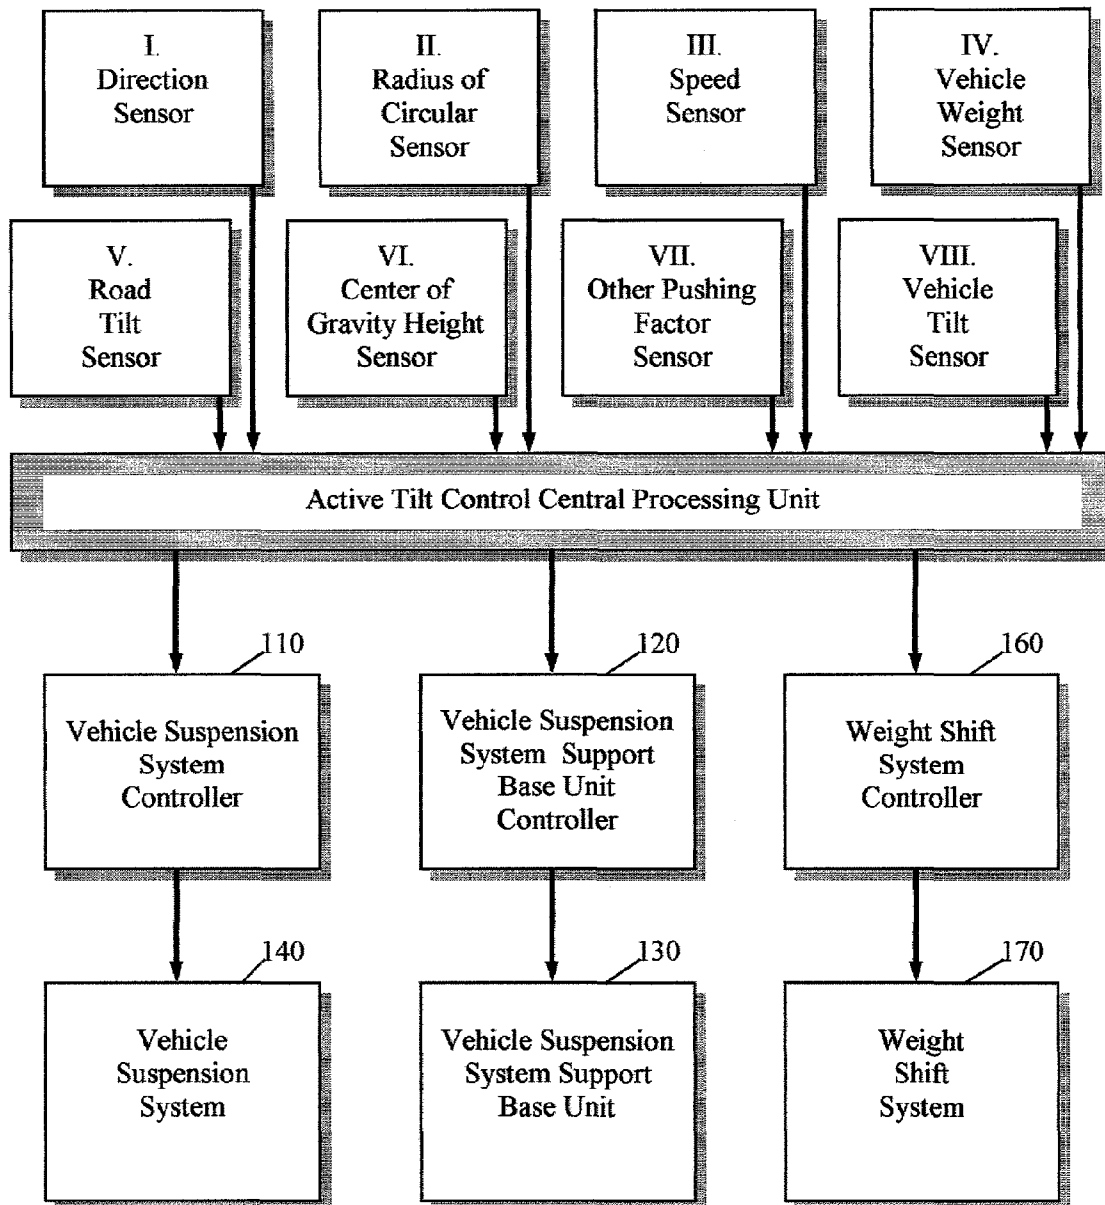 I.
Direction
Sensor
II.
Radius of
Circular
Sensor
III.
Speed
Sensor
IV.
Vehicle
Weight
Sensor
V.
Road
Tilt
Sensor
VI.
Center of
Gravity Height
Sensor
VII.
Other Pushing
Factor
Sensor
VIII.
Vehicle
Tilt
Sensor
Active Tilt Control Central Processing Unit
110
Vehicle Suspension
System
Controller
120
Vehicle Suspension
System Support
Base Unit
Controller
160
Weight Shift
System
Controller
140
Vehicle
Suspension
System
130
Vehicle Suspension
System Support
Base Unit
170
Weight
Shift
System